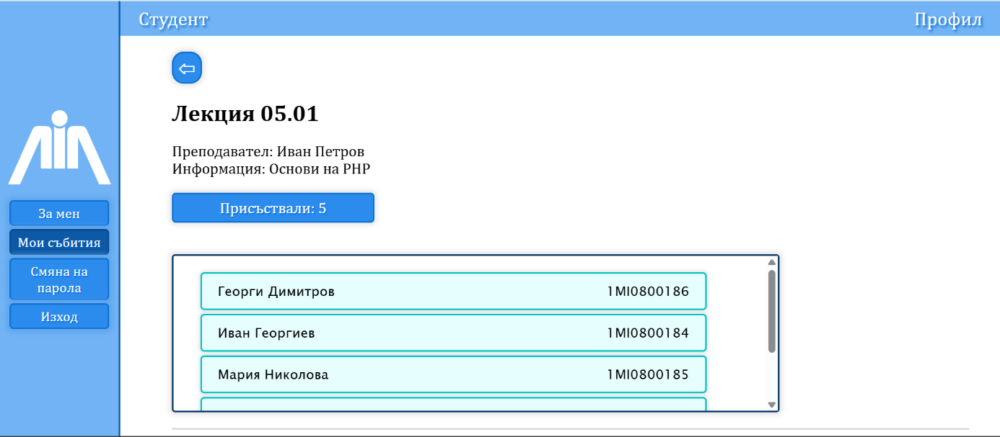 Студент
Профил
За мен
Мои събития
Смяна на
парола
Изход
Лекция 05.01
Преподавател: Иван Петров
Информация: Основи на PHP
Присъствали: 5
Георги Димитров 1MI0800186
Иван Георгиев 1MI0800184
Мария Николова 1MI0800185